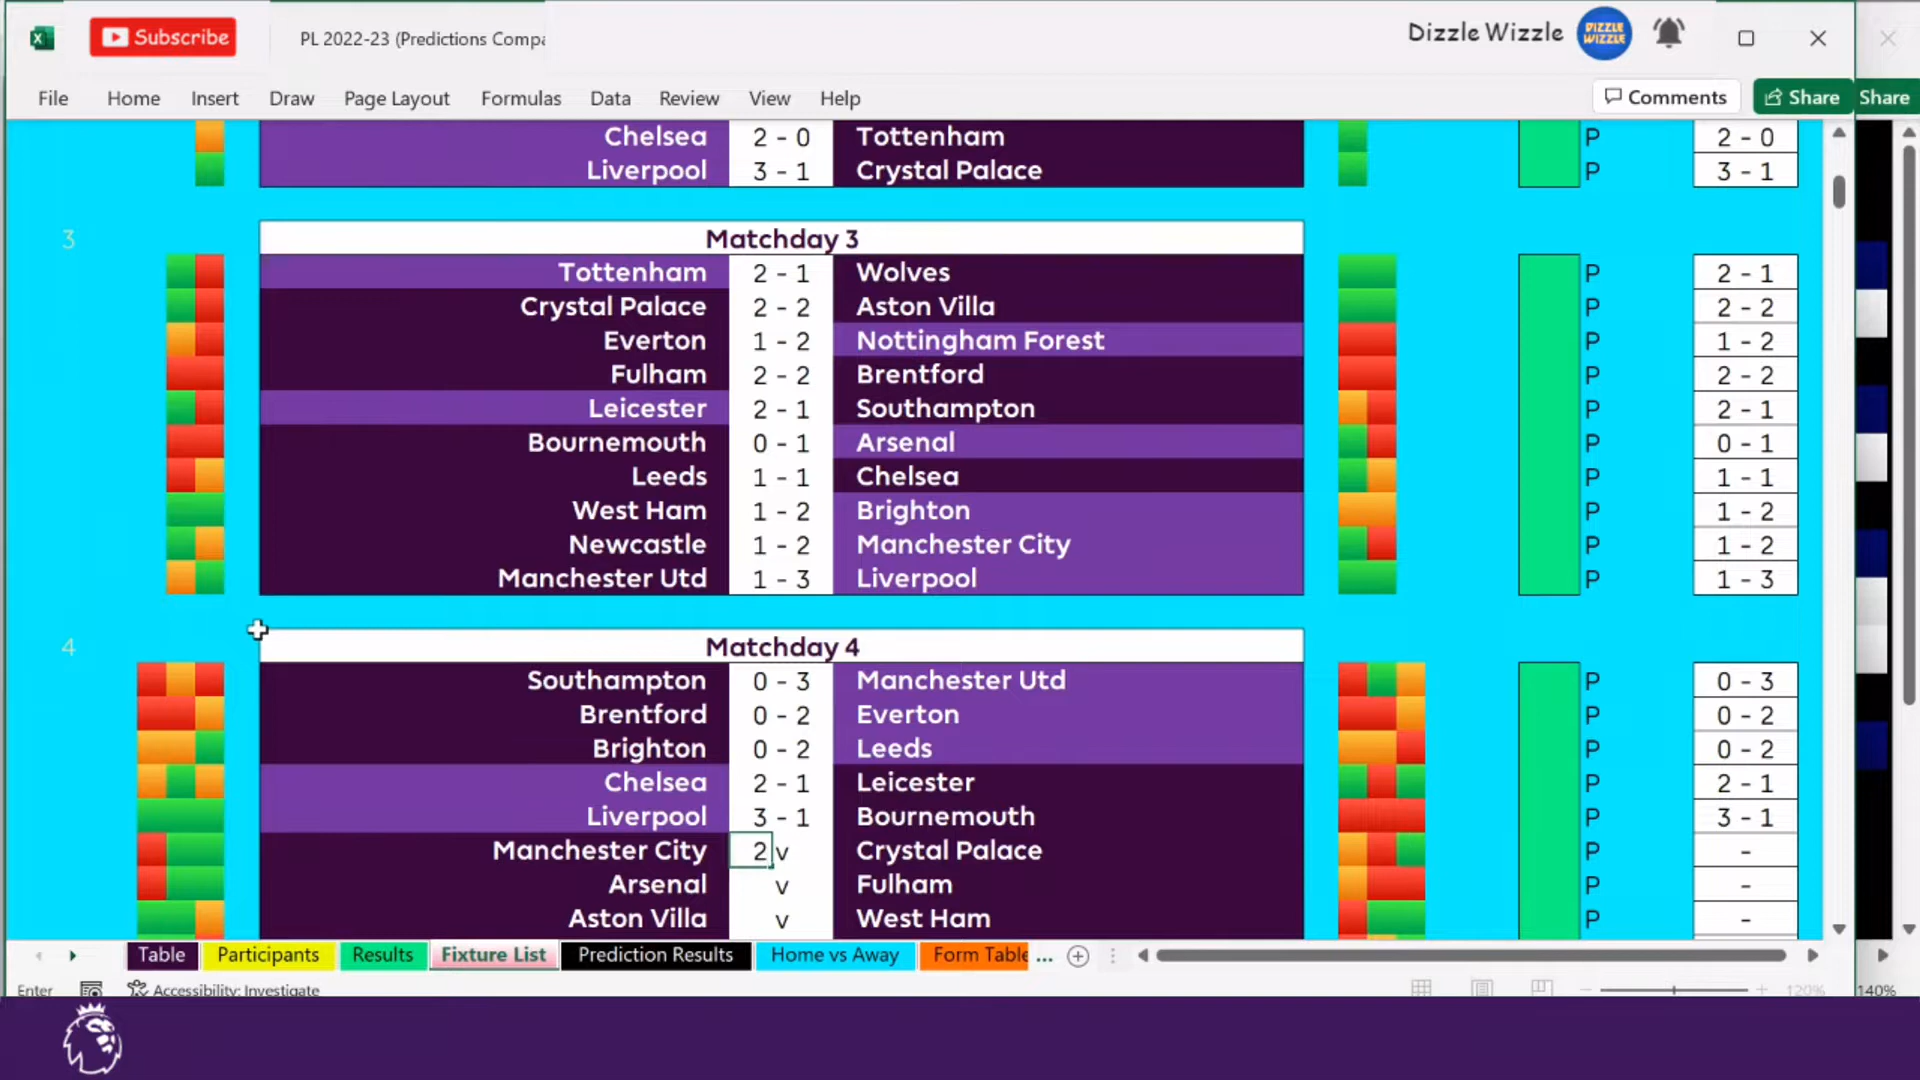 Subscribe
PL 2022-23 (Predictions Compa
Dizzle Wizzle
DIZZLE WIZZLE
File Home Insert Draw Page Layout Formulas Data Review View Help
Comments Share Share
Chelsea 2 - 0 Tottenham P 2 - 0
Liverpool 3 - 1 Crystal Palace P 3 - 1
3 Matchday 3
Tottenham 2 - 1 Wolves P 2 - 1
Crystal Palace 2 - 2 Aston Villa P 2 - 2
Everton 1 - 2 Nottingham Forest P 1 - 2
Fulham 2 - 2 Brentford P 2 - 2
Leicester 2 - 1 Southampton P 2 - 1
Bournemouth 0 - 1 Arsenal P 0 - 1
Leeds 1 - 1 Chelsea P 1 - 1
West Ham 1 - 2 Brighton P 1 - 2
Newcastle 1 - 2 Manchester City P 1 - 2
Manchester Utd 1 - 3 Liverpool P 1 - 3
4 Matchday 4
Southampton 0 - 3 Manchester Utd P 0 - 3
Brentford 0 - 2 Everton P 0 - 2
Brighton 0 - 2 Leeds P 0 - 2
Chelsea 2 - 1 Leicester P 2 - 1
Liverpool 3 - 1 Bournemouth P 3 - 1
Manchester City 2 v Crystal Palace P -
Arsenal v Fulham P -
Aston Villa v West Ham P -
Table Participants Results Fixture List Prediction Results Home vs Away Form Table ...
Enter Accessibility: Investigate 120% 140%